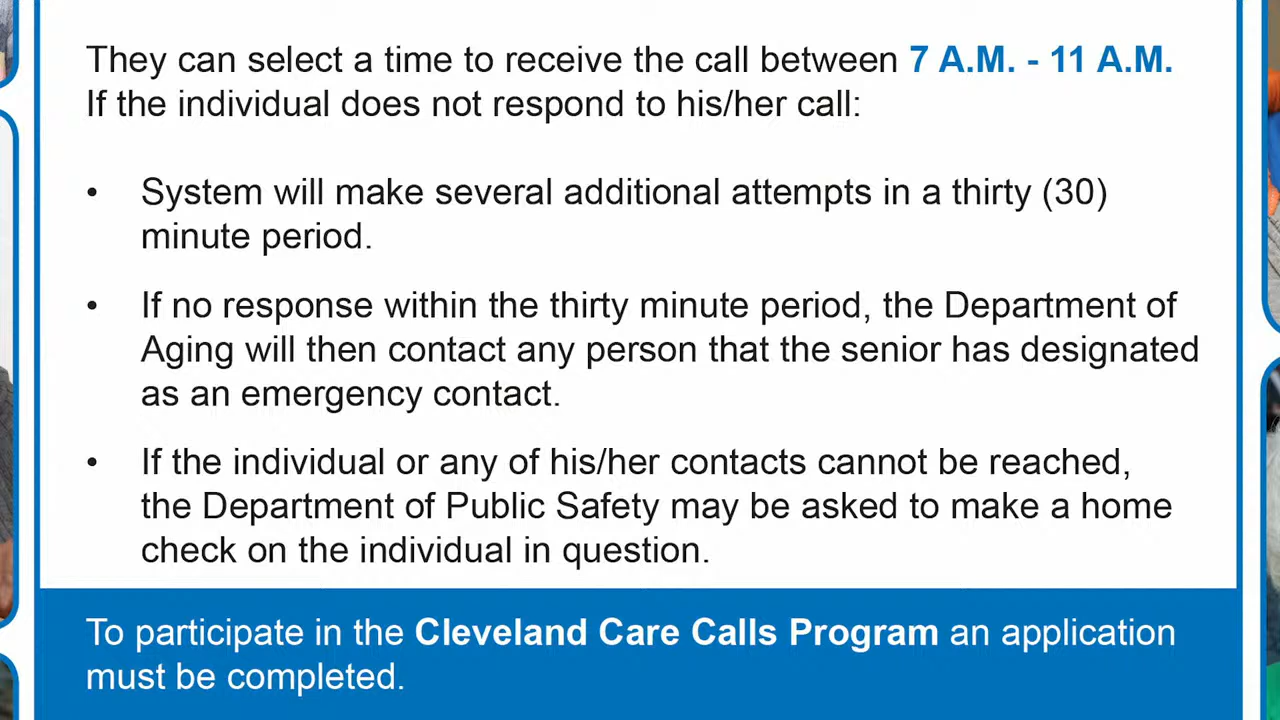 They can select a time to receive the call between 7 A.M. - 11 A.M.
If the individual does not respond to his/her call:
• System will make several additional attempts in a thirty (30)
minute period.
• If no response within the thirty minute period, the Department of
Aging will then contact any person that the senior has designated
as an emergency contact.
• If the individual or any of his/her contacts cannot be reached,
the Department of Public Safety may be asked to make a home
check on the individual in question.
To participate in the Cleveland Care Calls Program an application
must be completed.